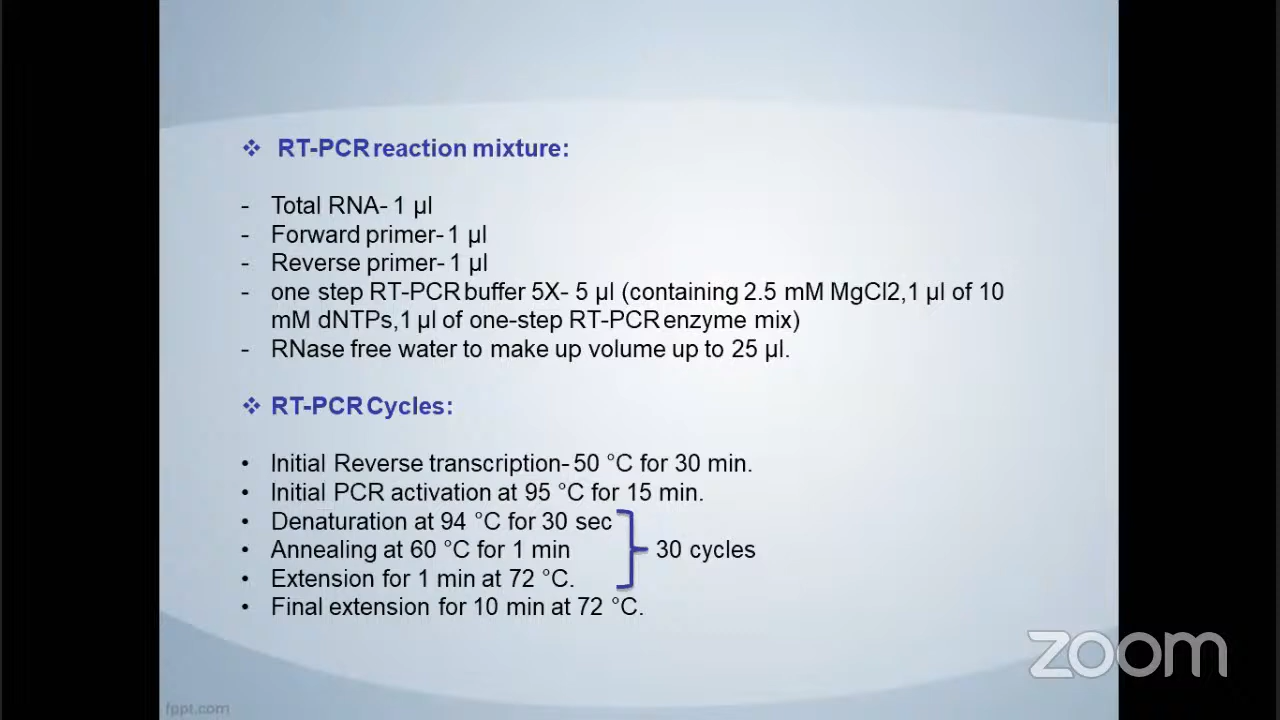 RT-PCR reaction mixture:
- Total RNA- 1 µl
- Forward primer- 1 µl
- Reverse primer- 1 µl
- one step RT-PCR buffer 5X- 5 µl (containing 2.5 mM MgCl2,1 µl of 10
mM dNTPs,1 µl of one-step RT-PCR enzyme mix)
- RNase free water to make up volume up to 25 µl.
RT-PCR Cycles:
• Initial Reverse transcription- 50 °C for 30 min.
• Initial PCR activation at 95 °C for 15 min.
• Denaturation at 94 °C for 30 sec
• Annealing at 60 °C for 1 min
30 cycles
• Extension for 1 min at 72 °C.
• Final extension for 10 min at 72 °C.
zoom
fppt.com